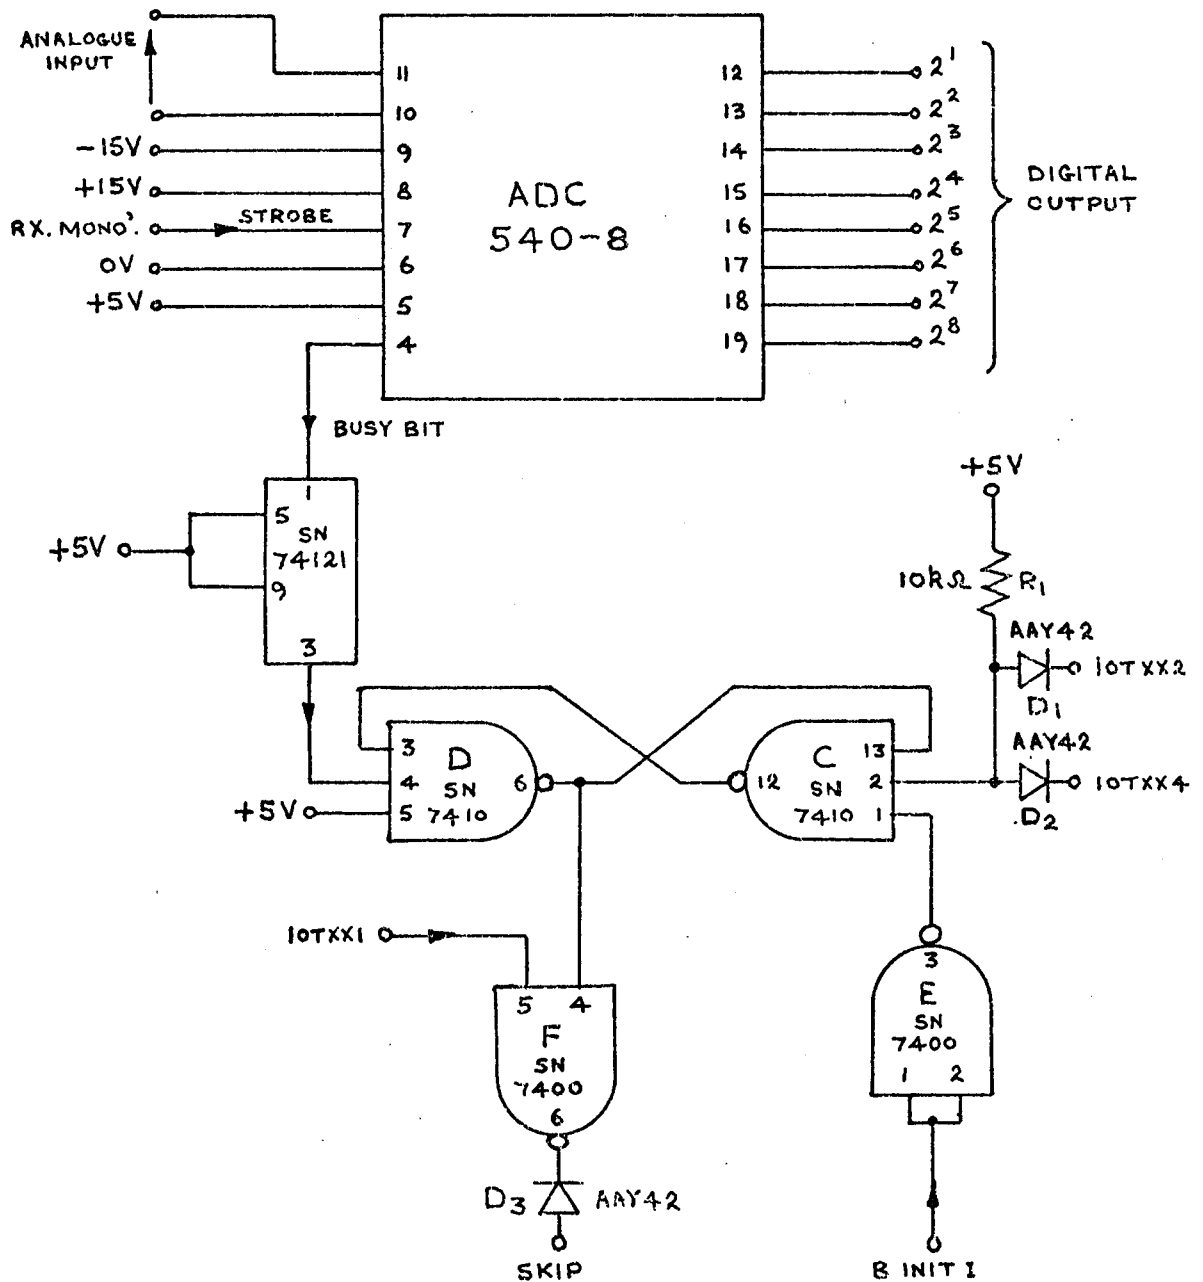 ANALOGUE
INPUT
-15V
+15V
RX. MONO'.
STROBE
0V
+5V
11
10
9
8
7
6
5
4
ADC
540-8
12
13
14
15
16
17
18
19
2¹
2²
2³
2⁴
2⁵
2⁶
2⁷
2⁸
DIGITAL
OUTPUT
BUSY BIT
+5V
1
5
SN
74121
9
3
+5V
10kΩ R₁
AAY42
IOTXX2
D₁
AAY42
IOTXX4
D₂
3
4
5
D
SN
7410
6
+5V
12
C
SN
7410
13
2
1
IOTXX1
5 4
F
SN
7400
6
D₃ AAY42
SKIP
3
E
SN
7400
1 2
B INIT I